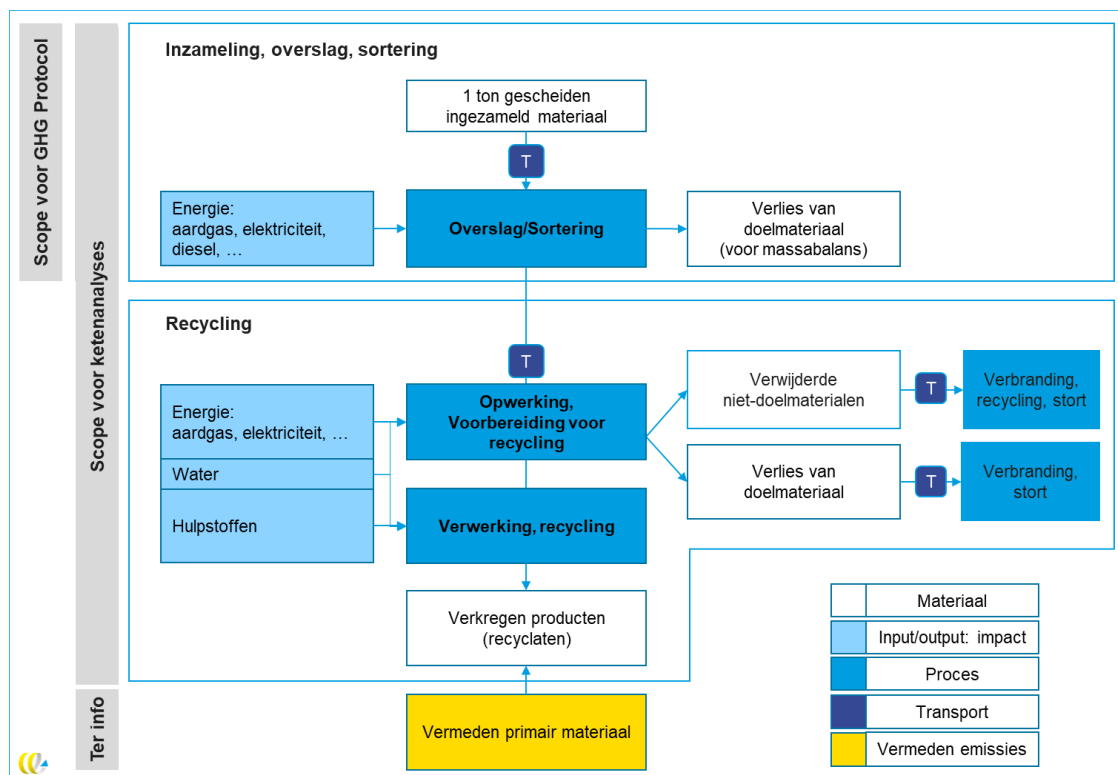 Scope voor GHG Protocol
Scope voor ketenanalyses
Ter info
Inzameling, overslag, sortering
1 ton gescheiden
ingezameld materiaal
T
Energie:
aardgas, elektriciteit,
diesel, …
Overslag/Sortering
Verlies van
doelmateriaal
(voor massabalans)
Recycling
T
Energie:
aardgas, elektriciteit, …
Water
Hulpstoffen
Opwerking,
Voorbereiding voor
recycling
Verwerking, recycling
Verwijderde
niet-doelmaterialen
T
Verbranding,
recycling, stort
Verlies van
doelmateriaal
T
Verbranding,
stort
Verkregen producten
(recyclaten)
Vermeden primair materiaal
Materiaal
Input/output: impact
Proces
Transport
Vermeden emissies